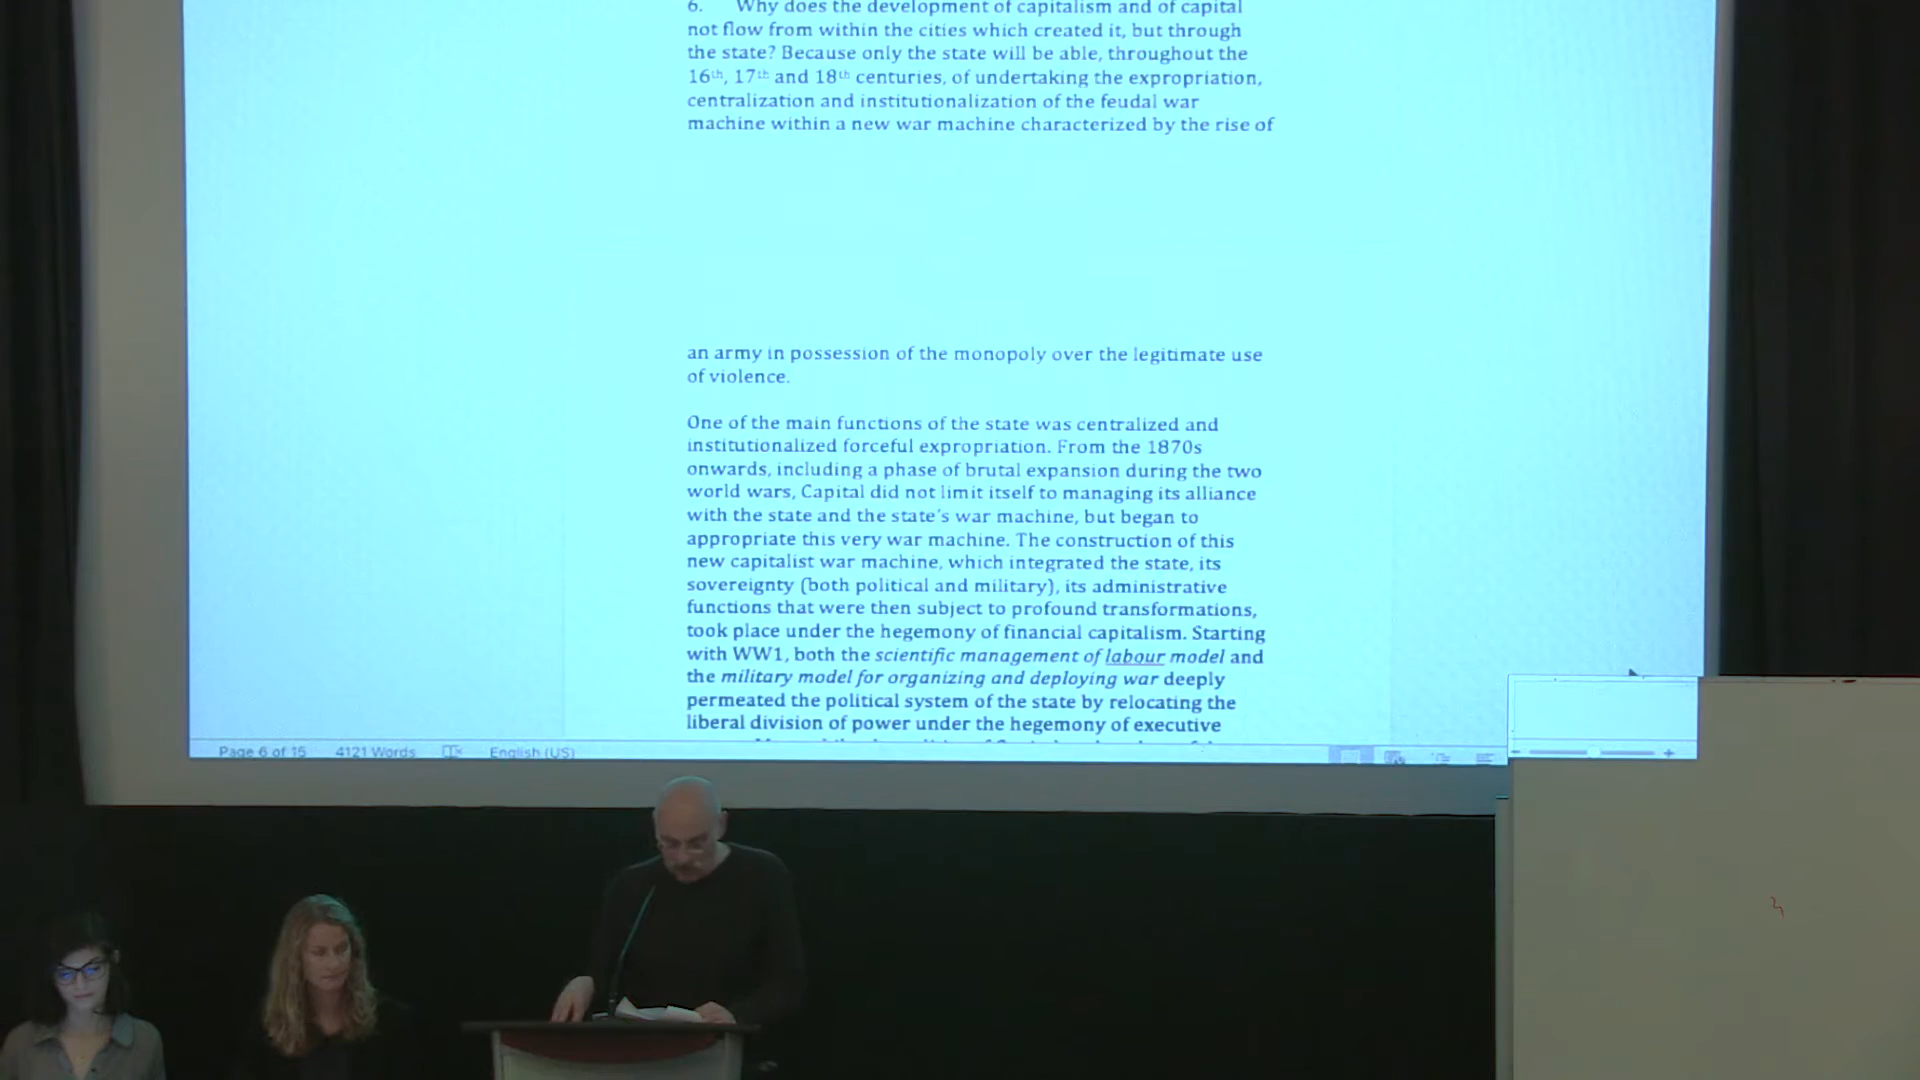 6. Why does the development of capitalism and of capital
not flow from within the cities which created it, but through
the state? Because only the state will be able, throughout the
16th, 17th and 18th centuries, of undertaking the expropriation,
centralization and institutionalization of the feudal war
machine within a new war machine characterized by the rise of
an army in possession of the monopoly over the legitimate use
of violence.
One of the main functions of the state was centralized and
institutionalized forceful expropriation. From the 1870s
onwards, including a phase of brutal expansion during the two
world wars, Capital did not limit itself to managing its alliance
with the state and the state's war machine, but began to
appropriate this very war machine. The construction of this
new capitalist war machine, which integrated the state, its
sovereignty (both political and military), its administrative
functions that were then subject to profound transformations,
took place under the hegemony of financial capitalism. Starting
with WW1, both the scientific management of labour model and
the military model for organizing and deploying war deeply
permeated the political system of the state by relocating the
liberal division of power under the hegemony of executive
Page 6 of 15 4121 Words English (US)